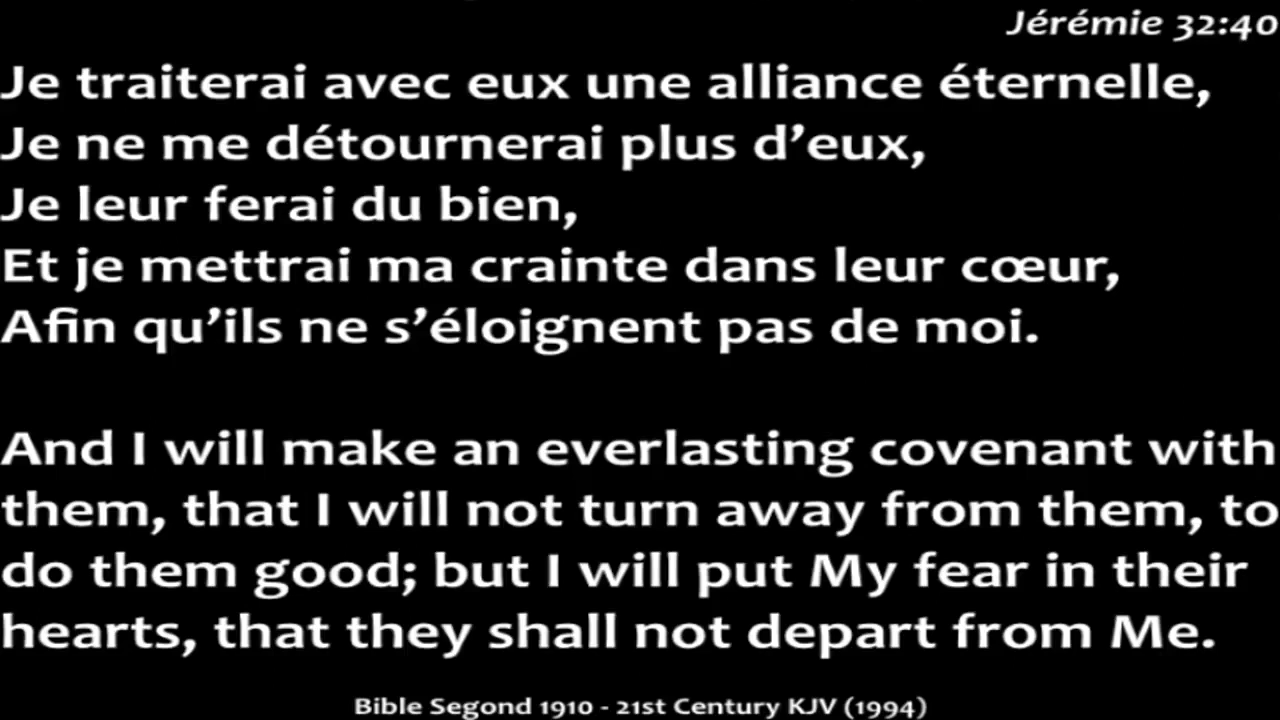 Jérémie 32:40
Je traiterai avec eux une alliance éternelle,
Je ne me détournerai plus d’eux,
Je leur ferai du bien,
Et je mettrai ma crainte dans leur cœur,
Afin qu’ils ne s’éloignent pas de moi.
And I will make an everlasting covenant with
them, that I will not turn away from them, to
do them good; but I will put My fear in their
hearts, that they shall not depart from Me.
Bible Segond 1910 - 21st Century KJV (1994)